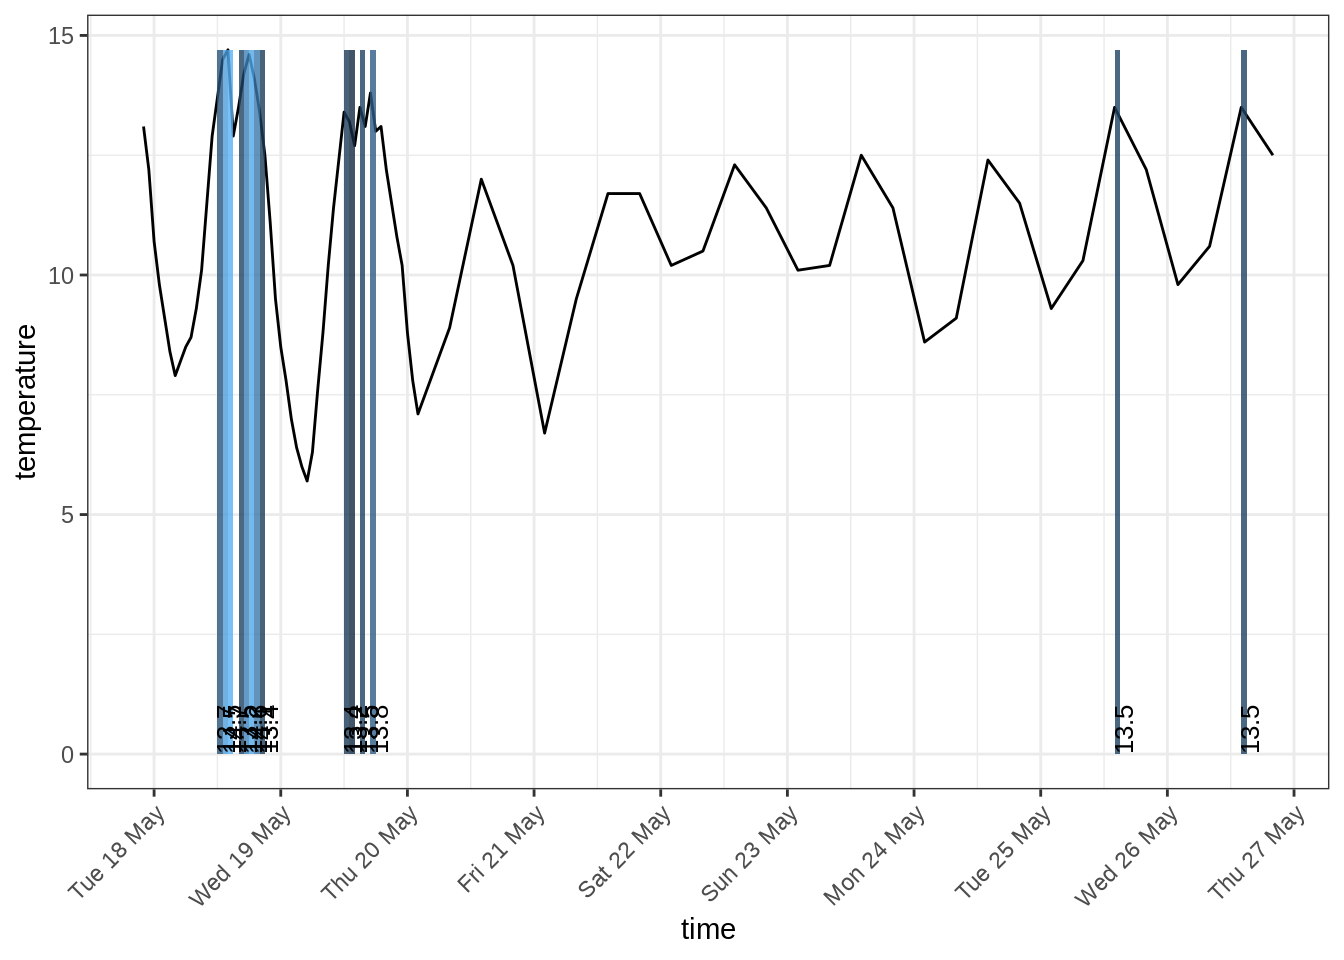 15
10
5
0
temperature
13.4
13.8
13.5
13.5
Tue 18 May
Wed 19 May
Thu 20 May
Fri 21 May
Sat 22 May
Sun 23 May
Mon 24 May
Tue 25 May
Wed 26 May
Thu 27 May
time